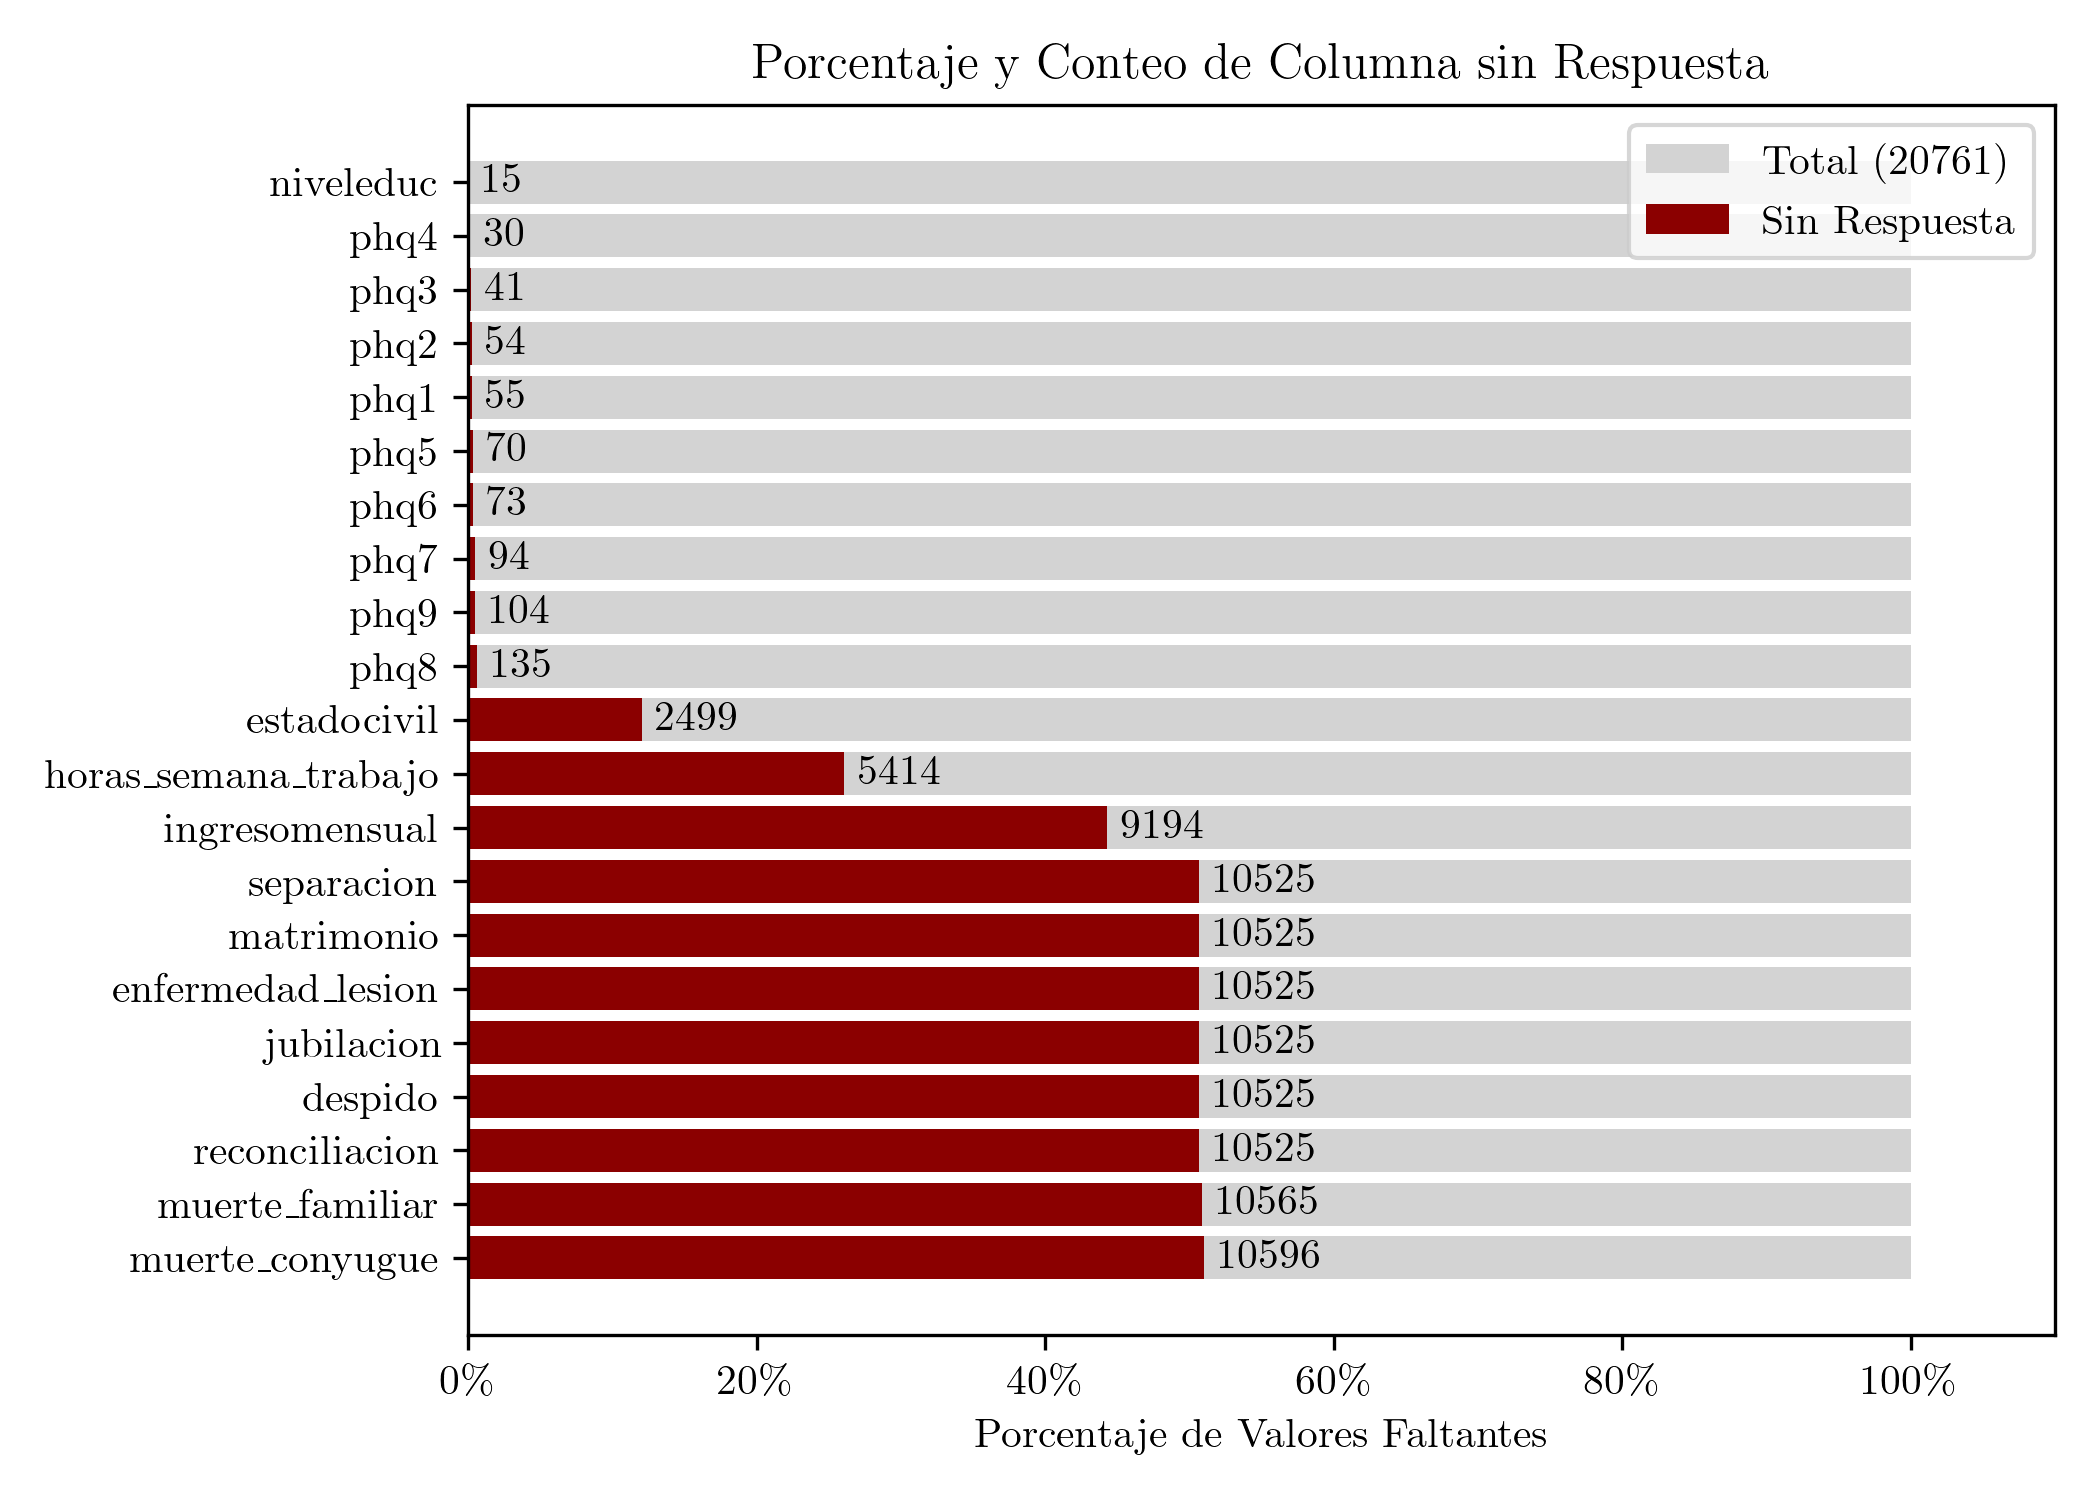 Porcentaje y Conteo de Columna sin Respuesta
Total (20761)
Sin Respuesta
niveleduc 15
phq4 30
phq3 41
phq2 54
phq1 55
phq5 70
phq6 73
phq7 94
phq9 104
phq8 135
estadocivil 2499
horas_semana_trabajo 5414
ingresomensual 9194
separacion 10525
matrimonio 10525
enfermedad_lesion 10525
jubilacion 10525
despido 10525
reconciliacion 10525
muerte_familiar 10565
muerte_conyugue 10596
0% 20% 40% 60% 80% 100%
Porcentaje de Valores Faltantes